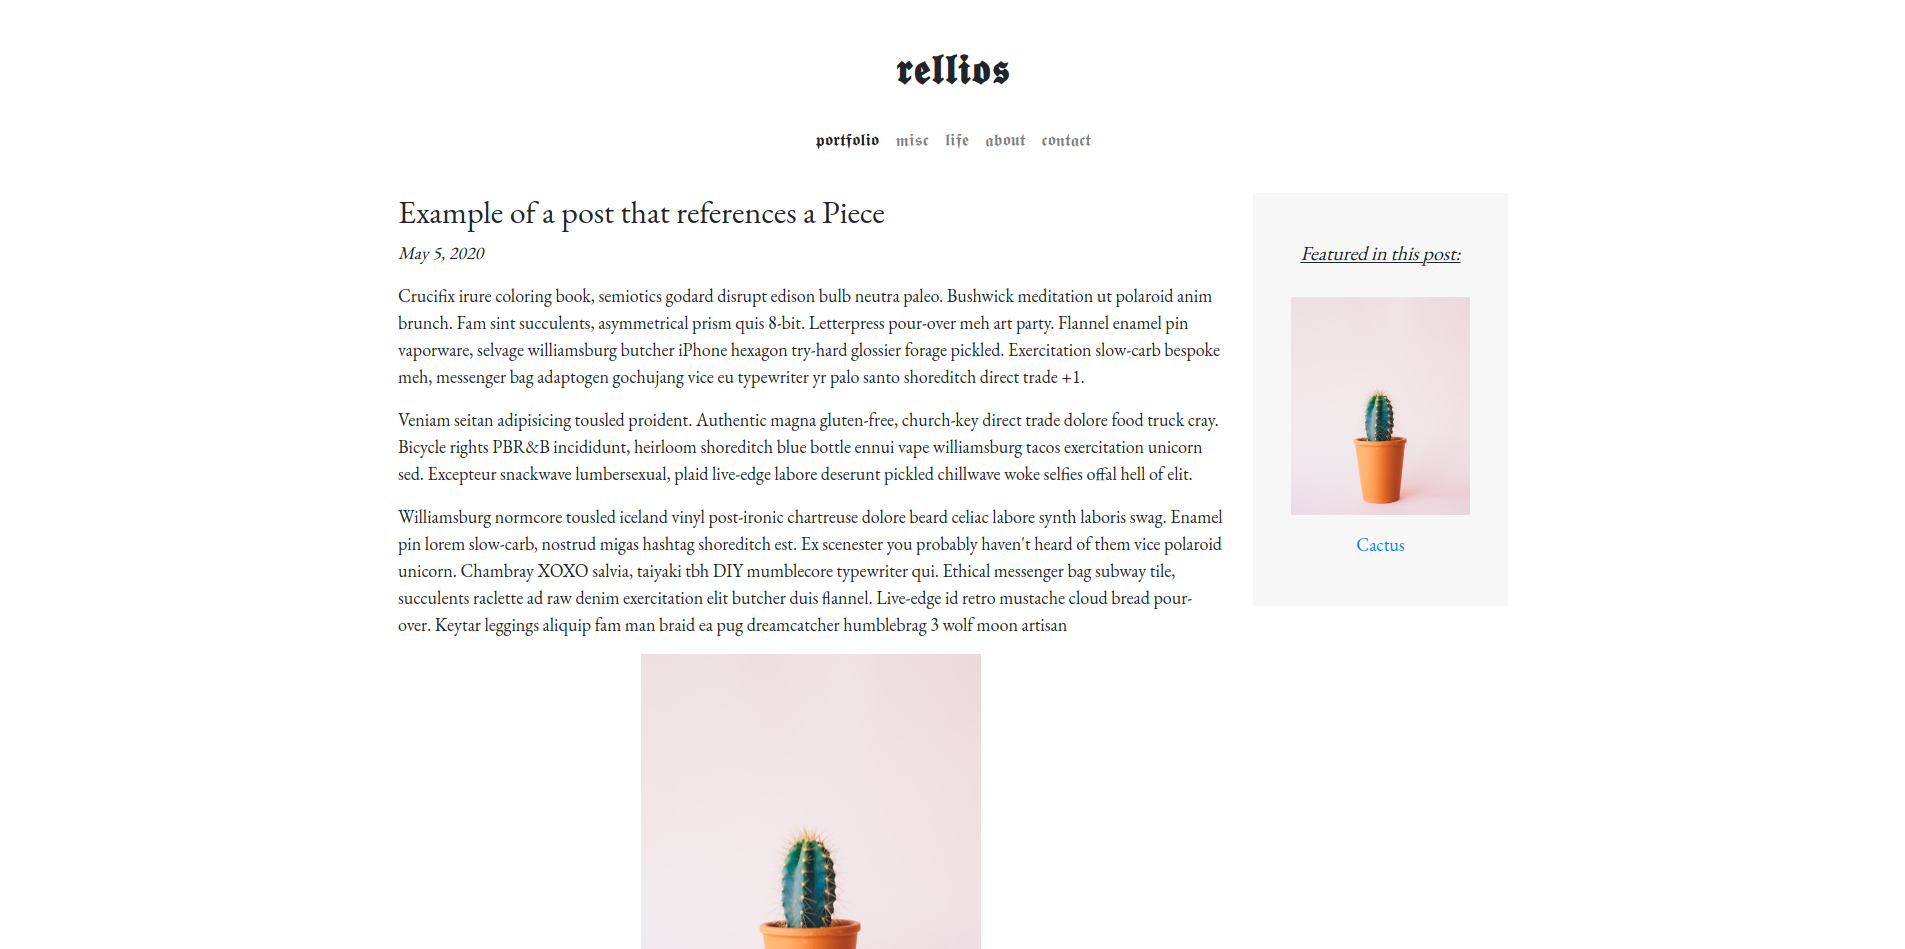 rellios
portfolio misc life about contact
Example of a post that references a Piece
May 5, 2020
Crucifix irure coloring book, semiotics godard disrupt edison bulb neutra paleo. Bushwick meditation ut polaroid anim
brunch. Fam sint succulents, asymmetrical prism quis 8-bit. Letterpress pour-over meh art party. Flannel enamel pin
vaporware, selvage williamsburg butcher iPhone hexagon try-hard glossier forage pickled. Exercitation slow-carb bespoke
meh, messenger bag adaptogen gochujang vice eu typewriter yr palo santo shoreditch direct trade +1.
Veniam seitan adipisicing tousled proident. Authentic magna gluten-free, church-key direct trade dolore food truck cray.
Bicycle rights PBR&B incididunt, heirloom shoreditch blue bottle ennui vape williamsburg tacos exercitation unicorn
sed. Excepteur snackwave lumbersexual, plaid live-edge labore deserunt pickled chillwave woke selfies offal hell of elit.
Williamsburg normcore tousled iceland vinyl post-ironic chartreuse dolore beard celiac labore synth laboris swag. Enamel
pin lorem slow-carb, nostrud migas hashtag shoreditch est. Ex scenester you probably haven't heard of them vice polaroid
unicorn. Chambray XOXO salvia, taiyaki tbh DIY mumblecore typewriter qui. Ethical messenger bag subway tile,
succulents raclette ad raw denim exercitation elit butcher duis flannel. Live-edge id retro mustache cloud bread pour-
over. Keytar leggings aliquip fam man braid ea pug dreamcatcher humblebrag 3 wolf moon artisan
Featured in this post:
Cactus